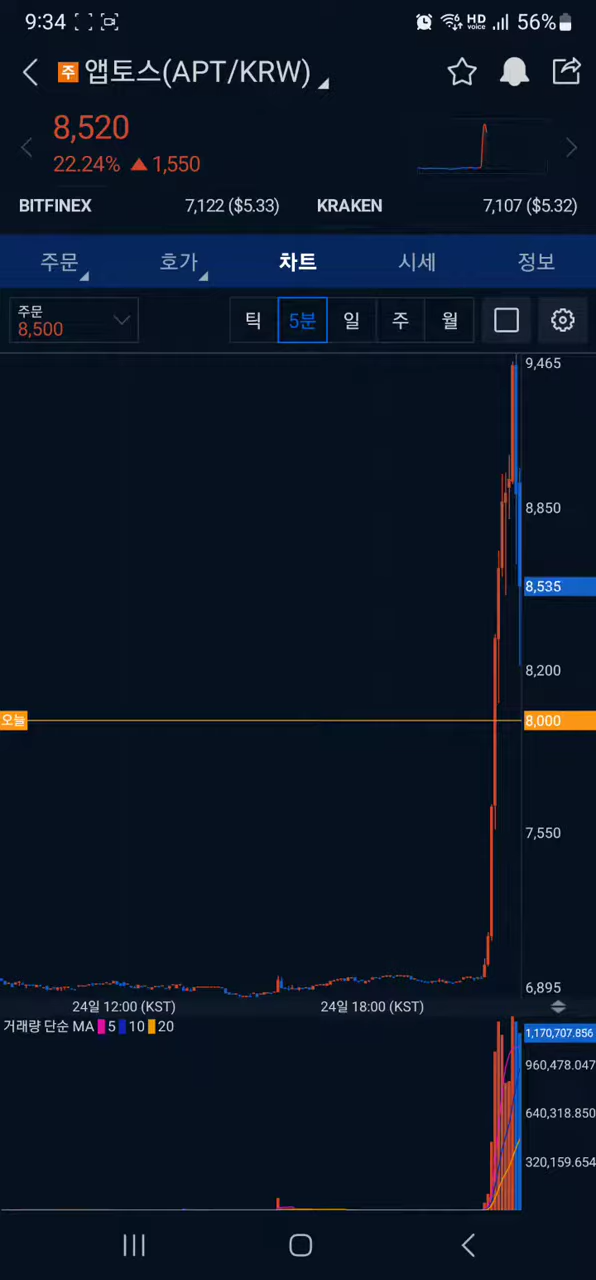 9:34 HD voice 56%
주 앱토스(APT/KRW)
8,520
22.24% ▲ 1,550
BITFINEX 7,122 ($5.33) KRAKEN 7,107 ($5.32)
주문 호가 차트 시세 정보
주문
8,500
틱 5분 일 주 월
9,465
8,850
8,535
8,200
오늘 8,000
7,550
6,895
24일 12:00 (KST) 24일 18:00 (KST)
거래량 단순 MA 5 10 20
1,170,707.856
960,478.047
640,318.850
320,159.654